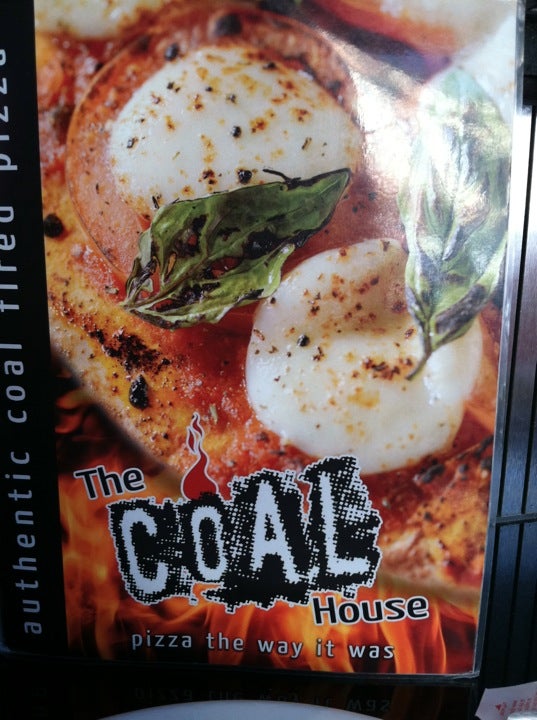 authentic coal fired pizza
The
COAL
House
pizza the way it was